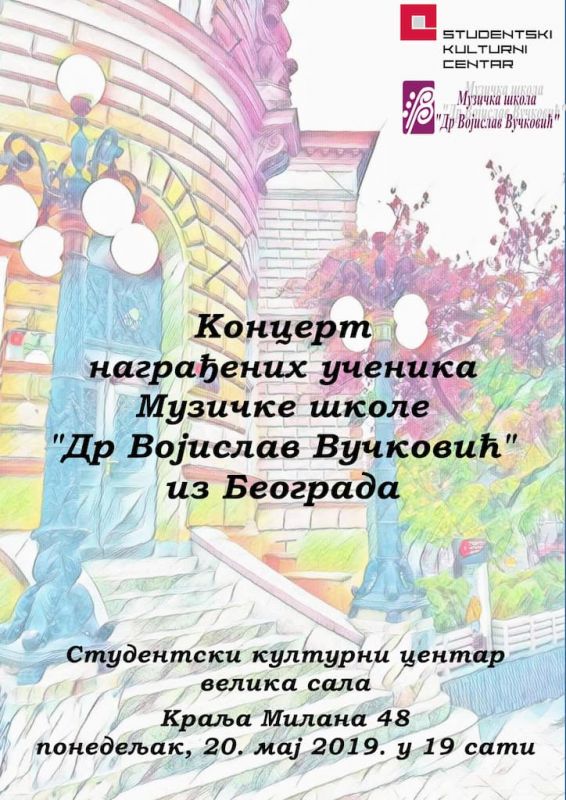 STUDENTSKI
KULTURNI
CENTAR
Музичка школа
"Др Војислав Вучковић"
Концерт
награђених ученика
Музичке школе
"Др Војислав Вучковић"
из Београда
Студентски културни центар
велика сала
Краља Милана 48
понедељак, 20. мај 2019. у 19 сати